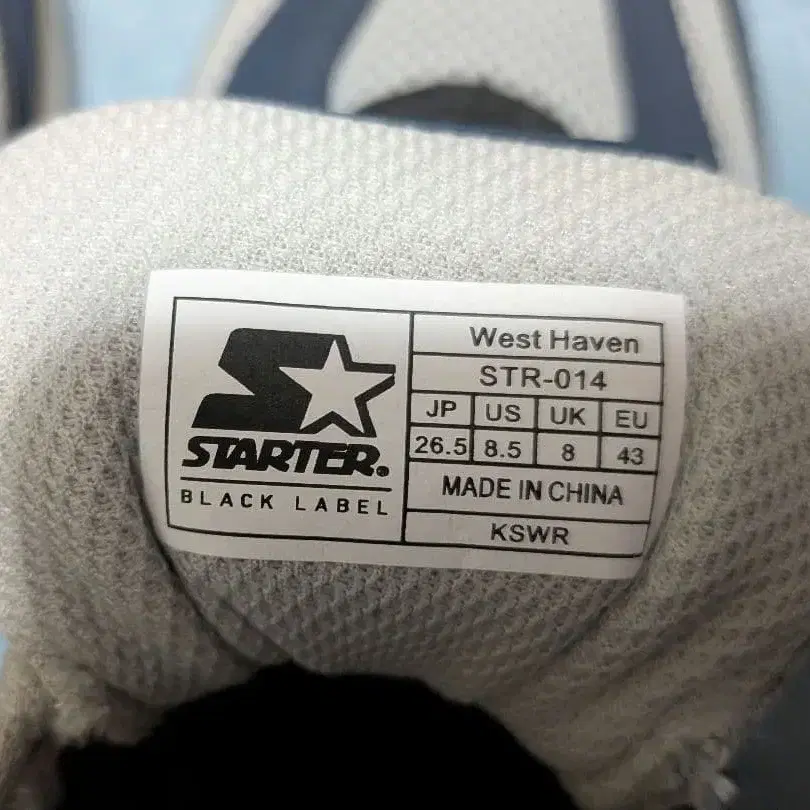 STARTER.
BLACK LABEL
West Haven
STR-014
JP US UK EU
26.5 8.5 8 43
MADE IN CHINA
KSWR